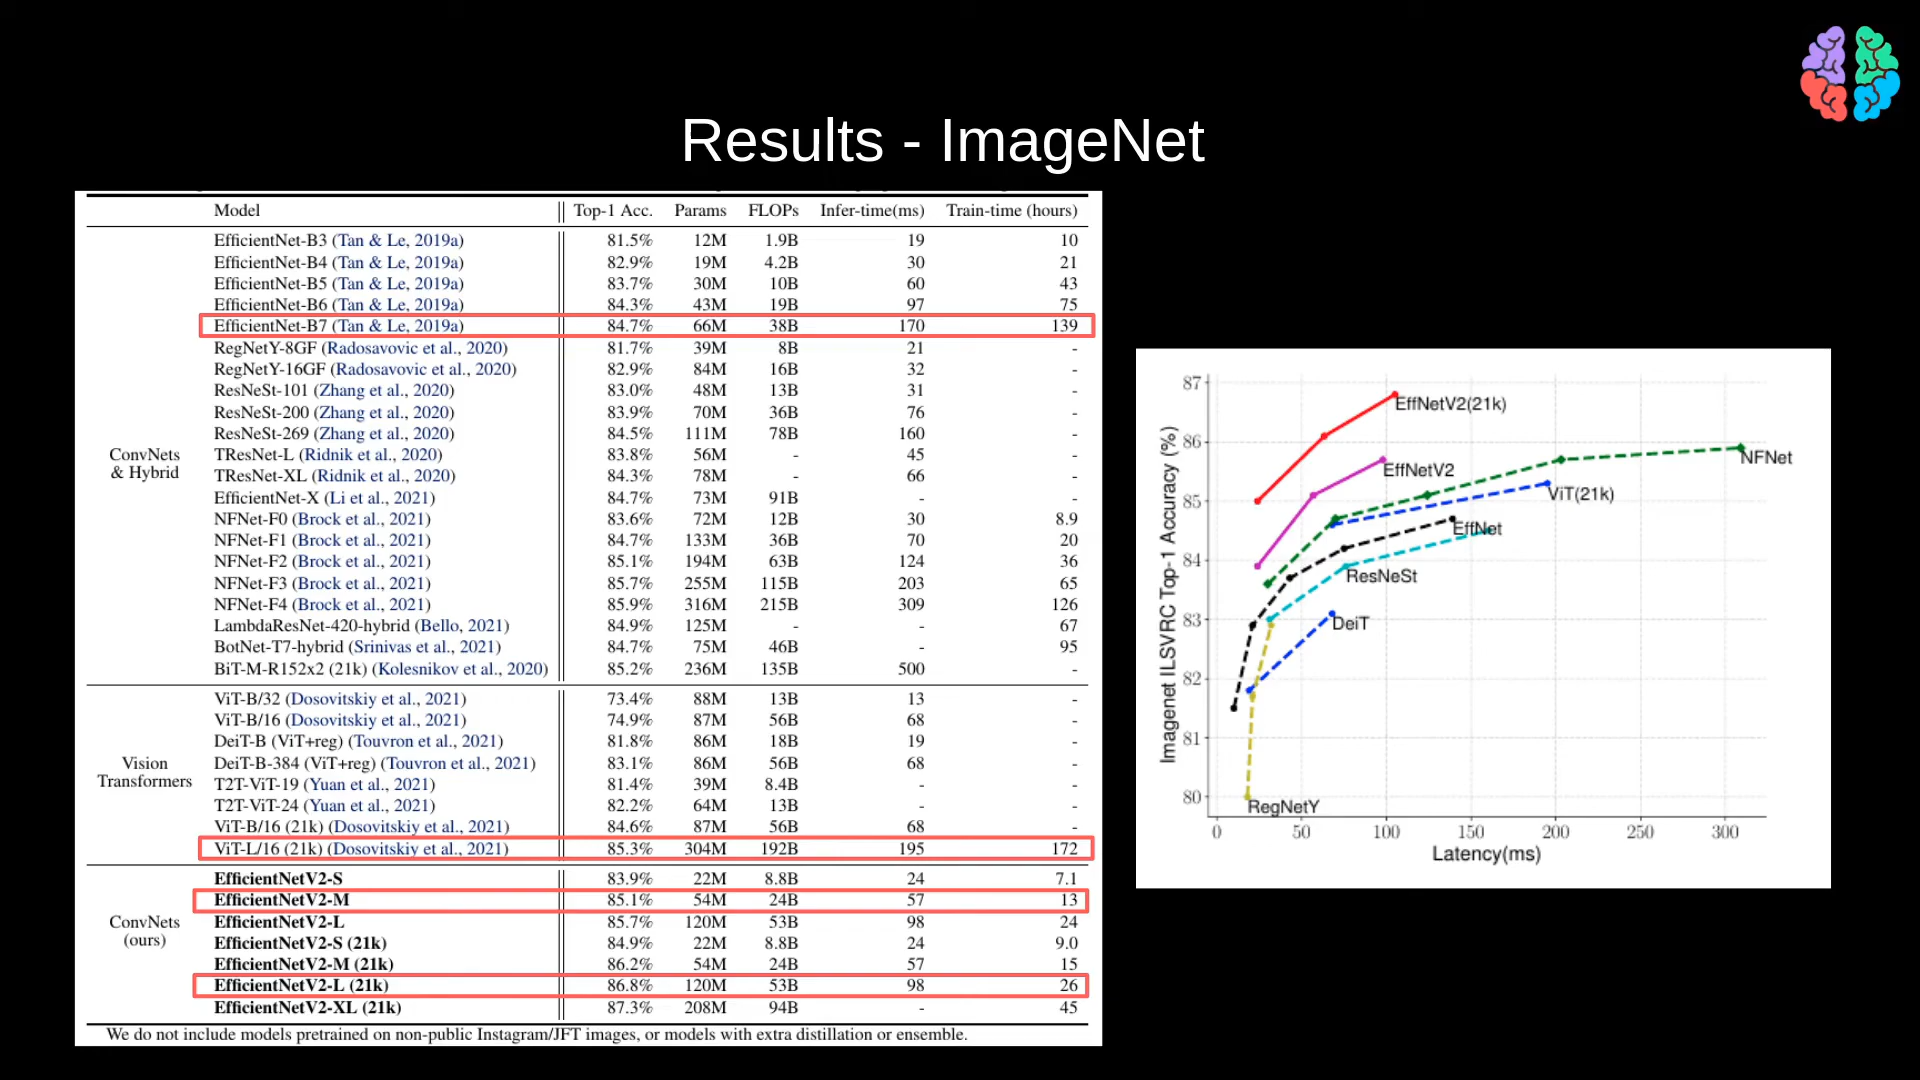 Results - ImageNet
Model Top-1 Acc. Params FLOPs Infer-time(ms) Train-time (hours)
ConvNets & Hybrid
EfficientNet-B3 (Tan & Le, 2019a) 81.5% 12M 1.9B 19 10
EfficientNet-B4 (Tan & Le, 2019a) 82.9% 19M 4.2B 30 21
EfficientNet-B5 (Tan & Le, 2019a) 83.7% 30M 10B 60 43
EfficientNet-B6 (Tan & Le, 2019a) 84.3% 43M 19B 97 75
EfficientNet-B7 (Tan & Le, 2019a) 84.7% 66M 38B 170 139
RegNetY-8GF (Radosavovic et al., 2020) 81.7% 39M 8B 21 -
RegNetY-16GF (Radosavovic et al., 2020) 82.9% 84M 16B 32 -
ResNeSt-101 (Zhang et al., 2020) 83.0% 48M 13B 31 -
ResNeSt-200 (Zhang et al., 2020) 83.9% 70M 36B 76 -
ResNeSt-269 (Zhang et al., 2020) 84.5% 111M 78B 160 -
TResNet-L (Ridnik et al., 2020) 83.8% 56M - 45 -
TResNet-XL (Ridnik et al., 2020) 84.3% 78M - 66 -
EfficientNet-X (Li et al., 2021) 84.7% 73M 91B - -
NFNet-F0 (Brock et al., 2021) 83.6% 72M 12B 30 8.9
NFNet-F1 (Brock et al., 2021) 84.7% 133M 36B 70 20
NFNet-F2 (Brock et al., 2021) 85.1% 194M 63B 124 36
NFNet-F3 (Brock et al., 2021) 85.7% 255M 115B 203 65
NFNet-F4 (Brock et al., 2021) 85.9% 316M 215B 309 126
LambdaResNet-420-hybrid (Bello, 2021) 84.9% 125M - - 67
BotNet-T7-hybrid (Srinivas et al., 2021) 84.7% 75M 46B - 95
BiT-M-R152x2 (21k) (Kolesnikov et al., 2020) 85.2% 236M 135B 500 -
Vision Transformers
ViT-B/32 (Dosovitskiy et al., 2021) 73.4% 88M 13B 13 -
ViT-B/16 (Dosovitskiy et al., 2021) 74.9% 87M 56B 68 -
DeiT-B (ViT+reg) (Touvron et al., 2021) 81.8% 86M 18B 19 -
DeiT-B-384 (ViT+reg) (Touvron et al., 2021) 83.1% 86M 56B 68 -
T2T-ViT-19 (Yuan et al., 2021) 81.4% 39M 8.4B - -
T2T-ViT-24 (Yuan et al., 2021) 82.2% 64M 13B - -
ViT-B/16 (21k) (Dosovitskiy et al., 2021) 84.6% 87M 56B 68 -
ViT-L/16 (21k) (Dosovitskiy et al., 2021) 85.3% 304M 192B 195 172
ConvNets (ours)
EfficientNetV2-S 83.9% 22M 8.8B 24 7.1
EfficientNetV2-M 85.1% 54M 24B 57 13
EfficientNetV2-L 85.7% 120M 53B 98 24
EfficientNetV2-S (21k) 84.9% 22M 8.8B 24 9.0
EfficientNetV2-M (21k) 86.2% 54M 24B 57 15
EfficientNetV2-L (21k) 86.8% 120M 53B 98 26
EfficientNetV2-XL (21k) 87.3% 208M 94B - 45
We do not include models pretrained on non-public Instagram/JFT images, or models with extra distillation or ensemble.
Imagenet ILSVRC Top-1 Accuracy (%)
87
86
85
84
83
82
81
80
EffNetV2(21k)
EffNetV2
NFNet
ViT(21k)
EffNet
ResNeSt
DeiT
RegNetY
0 50 100 150 200 250 300
Latency(ms)